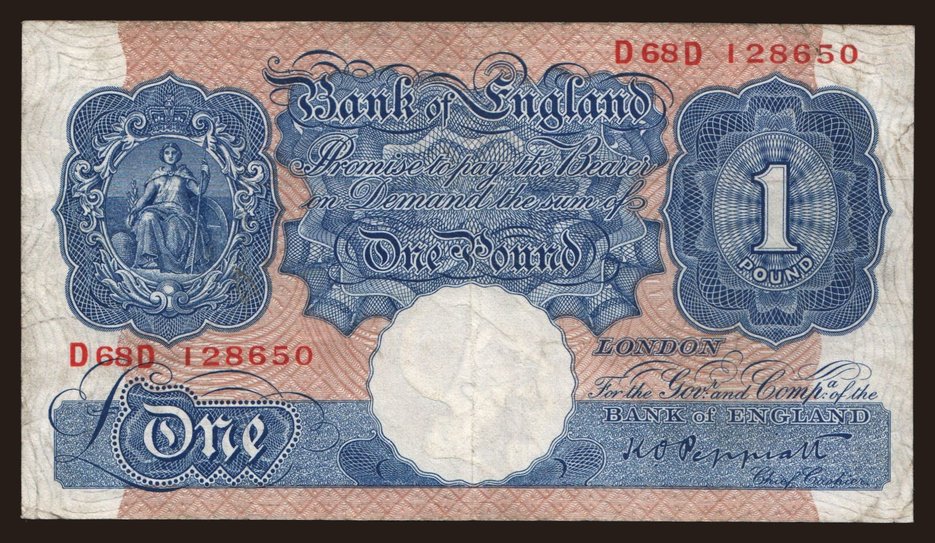 D68D 128650
Bank of England
Promise to pay the Bearer
on Demand the sum of
One Pound
1
POUND
D68D 128650
LONDON
For the Govr. and Compa. of the
BANK of ENGLAND
K O Peppiatt
Chief Cashier
£One